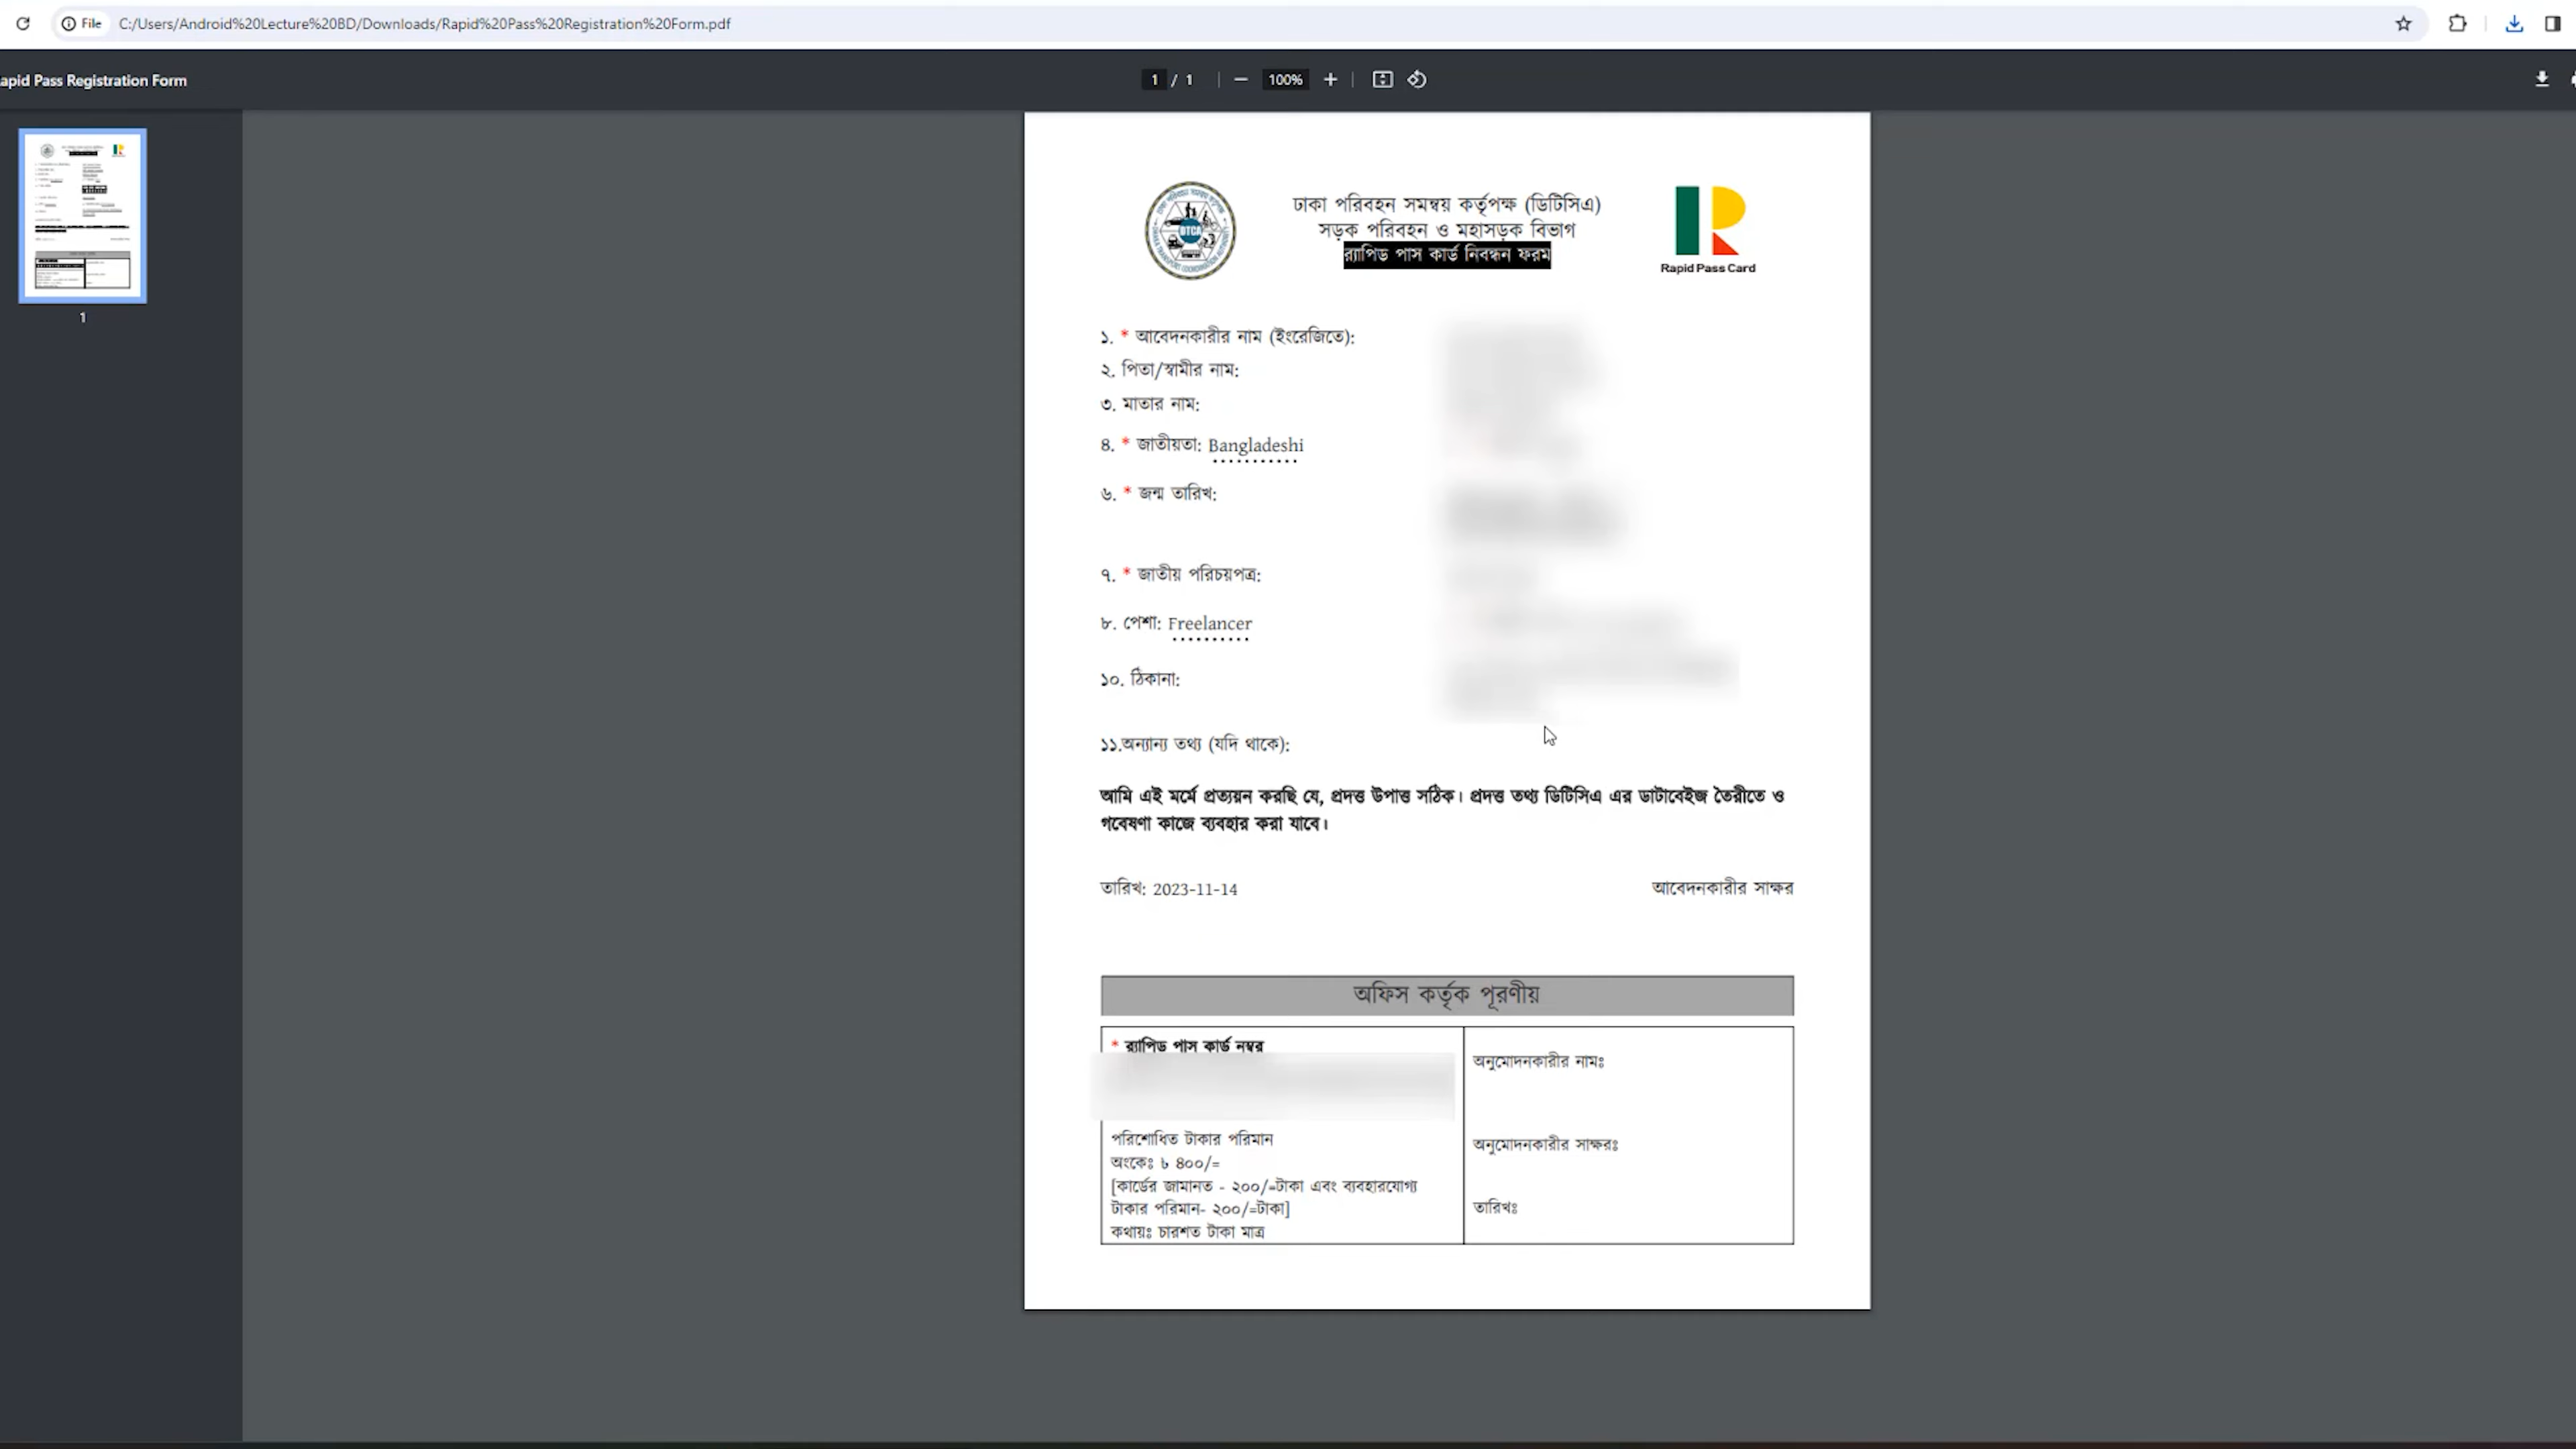 File C:/Users/Android%20Lecture%20BD/Downloads/Rapid%20Pass%20Registration%20Form.pdf
apid Pass Registration Form
1 / 1
100%
1
ঢাকা পরিবহন সমন্বয় কর্তৃপক্ষ (ডিটিসিএ)
সড়ক পরিবহন ও মহাসড়ক বিভাগ
র‍্যাপিড পাস কার্ড নিবন্ধন ফরম
DTCA
Rapid Pass Card
১. * আবেদনকারীর নাম (ইংরেজিতে):
২. পিতা/স্বামীর নাম:
৩. মাতার নাম:
৪. * জাতীয়তা: Bangladeshi
৬. * জন্ম তারিখ:
৭. * জাতীয় পরিচয়পত্র:
৮. পেশা: Freelancer
১০. ঠিকানা:
১১.অন্যান্য তথ্য (যদি থাকে):
আমি এই মর্মে প্রত্যয়ন করছি যে, প্রদত্ত উপাত্ত সঠিক। প্রদত্ত তথ্য ডিটিসিএ এর ডাটাবেইজ তৈরীতে ও
গবেষণা কাজে ব্যবহার করা যাবে।
তারিখ: 2023-11-14
আবেদনকারীর সাক্ষর
অফিস কর্তৃক পূরণীয়
* র‍্যাপিড পাস কার্ড নম্বর
পরিশোধিত টাকার পরিমান
অংকেঃ ৳ ৪০০/=
[কার্ডের জামানত - ২০০/=টাকা এবং ব্যবহারযোগ্য
টাকার পরিমান- ২০০/=টাকা]
কথায়ঃ চারশত টাকা মাত্র
অনুমোদনকারীর নামঃ
অনুমোদনকারীর সাক্ষরঃ
তারিখঃ